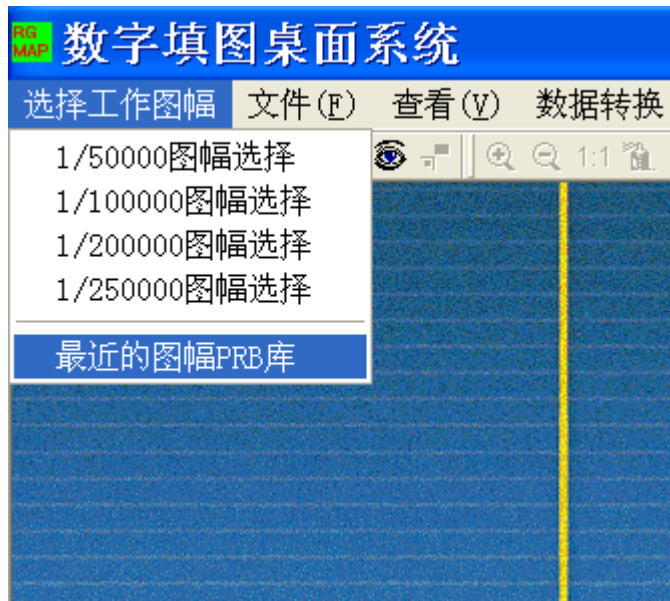 RG
MAP 数字填图桌面系统
选择工作图幅 文件(F) 查看(V) 数据转换
1/50000图幅选择
1:1
1/100000图幅选择
1/200000图幅选择
1/250000图幅选择
最近的图幅PRB库